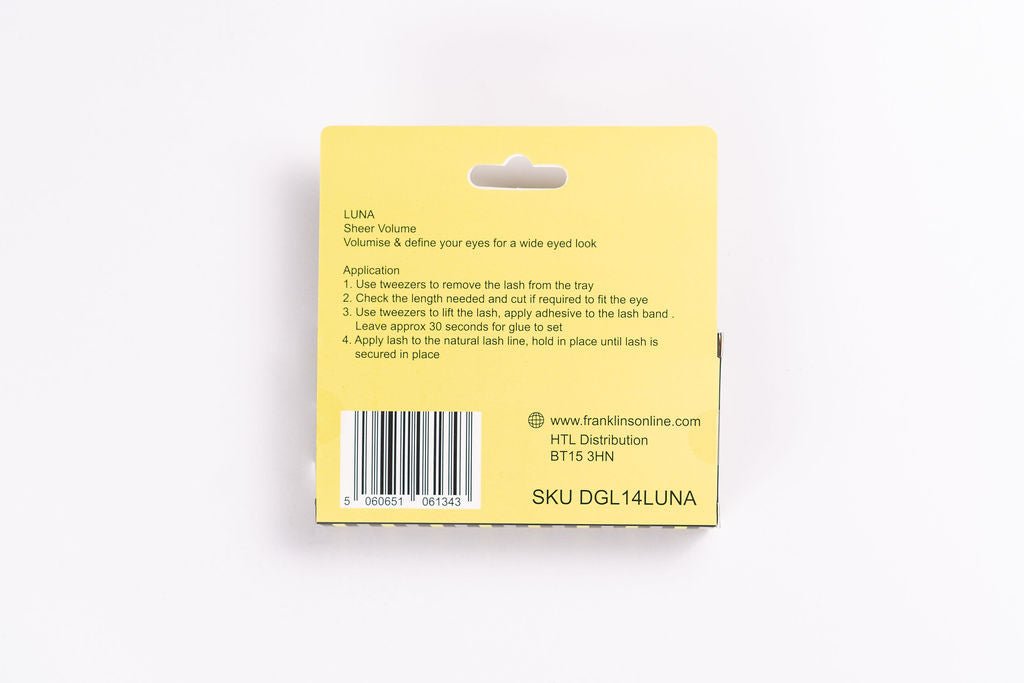 LUNA
Sheer Volume
Volumise & define your eyes for a wide eyed look
Application
1. Use tweezers to remove the lash from the tray
2. Check the length needed and cut if required to fit the eye
3. Use tweezers to lift the lash, apply adhesive to the lash band .
Leave approx 30 seconds for glue to set
4. Apply lash to the natural lash line, hold in place until lash is
secured in place
5 060651 061343
www.franklinsonline.com
HTL Distribution
BT15 3HN
SKU DGL14LUNA